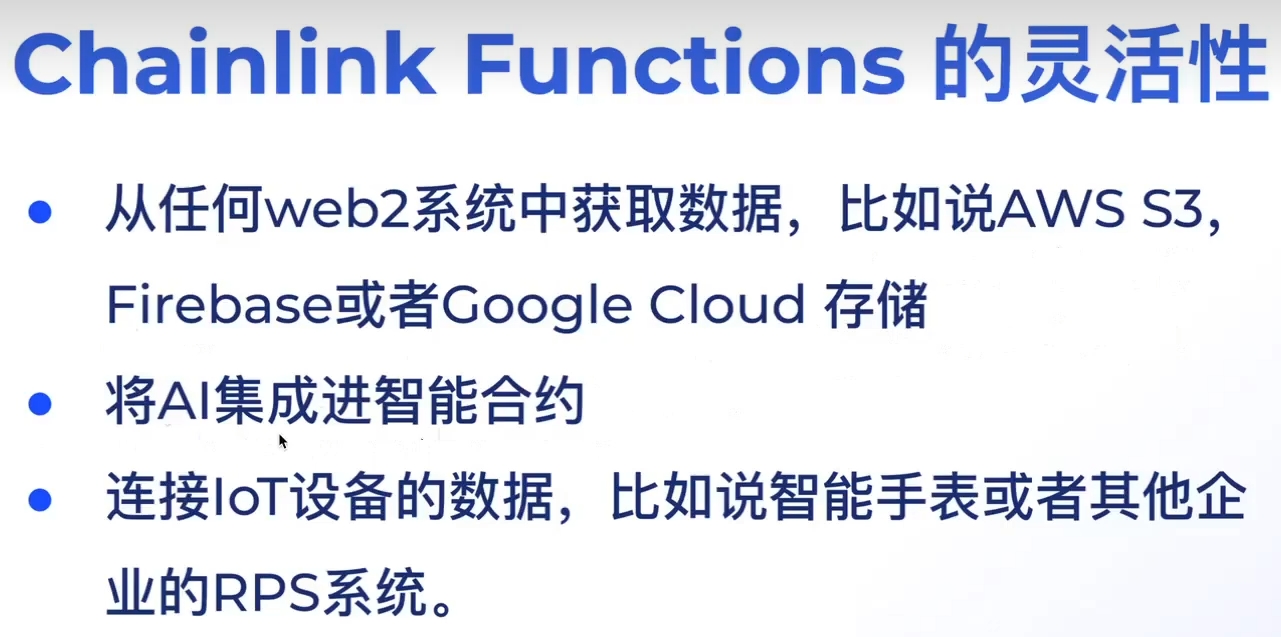 Chainlink Functions 的灵活性
● 从任何web2系统中获取数据，比如说AWS S3，
Firebase或者Google Cloud 存储
● 将AI集成进智能合约
● 连接IoT设备的数据，比如说智能手表或者其他企
业的RPS系统。